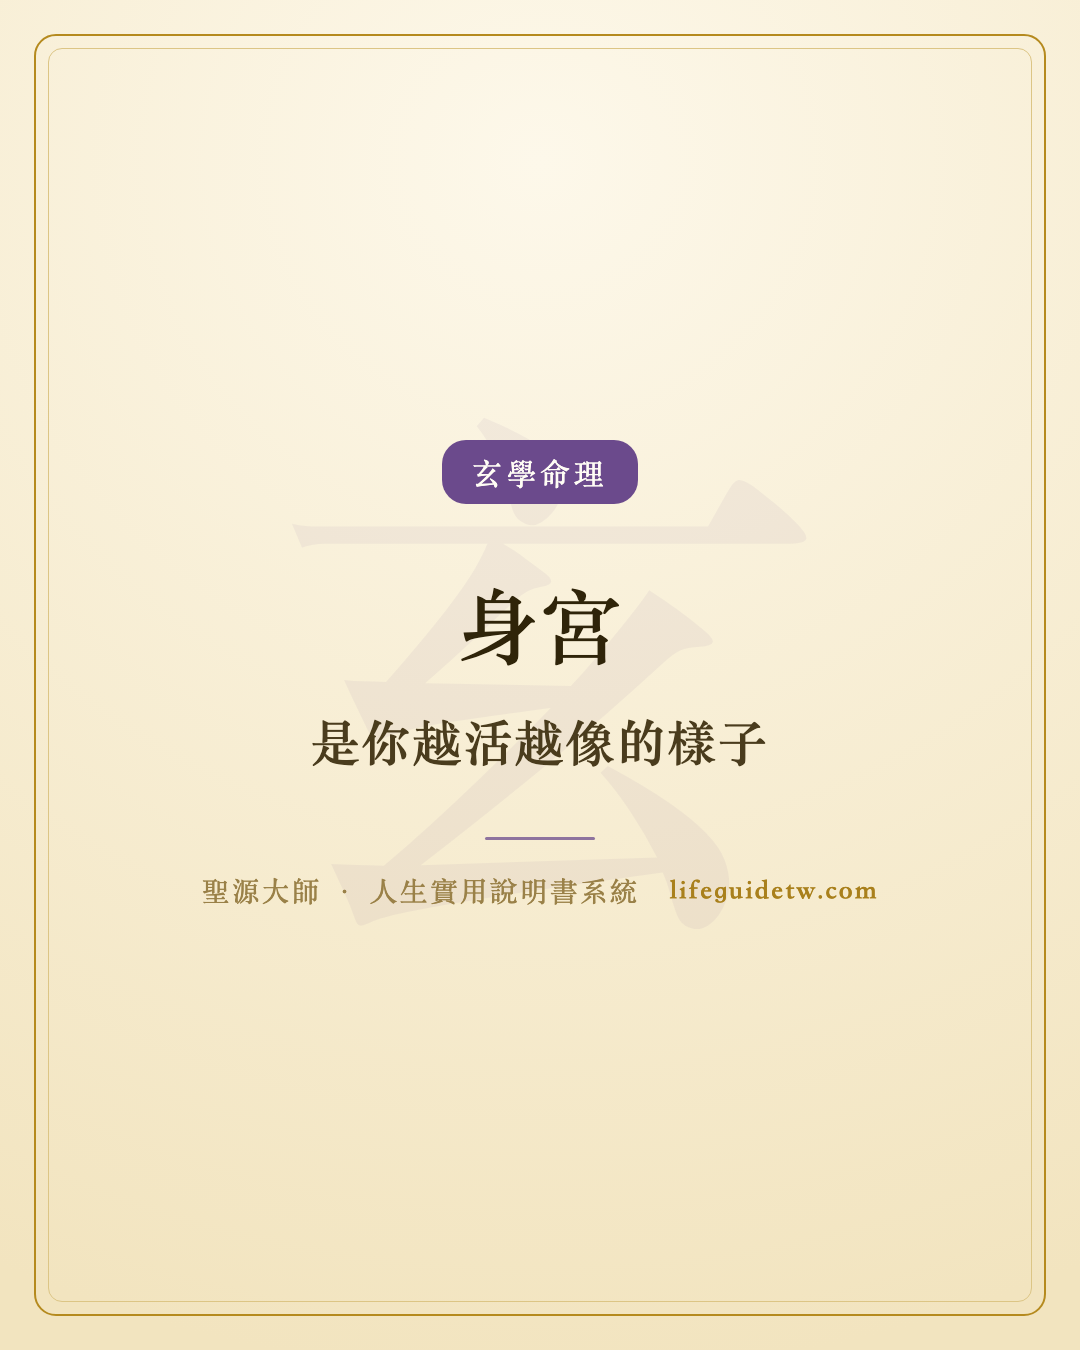 玄學命理
身宮
是你越活越像的樣子
聖源大師 · 人生實用說明書系統 lifeguidetw.com
玄